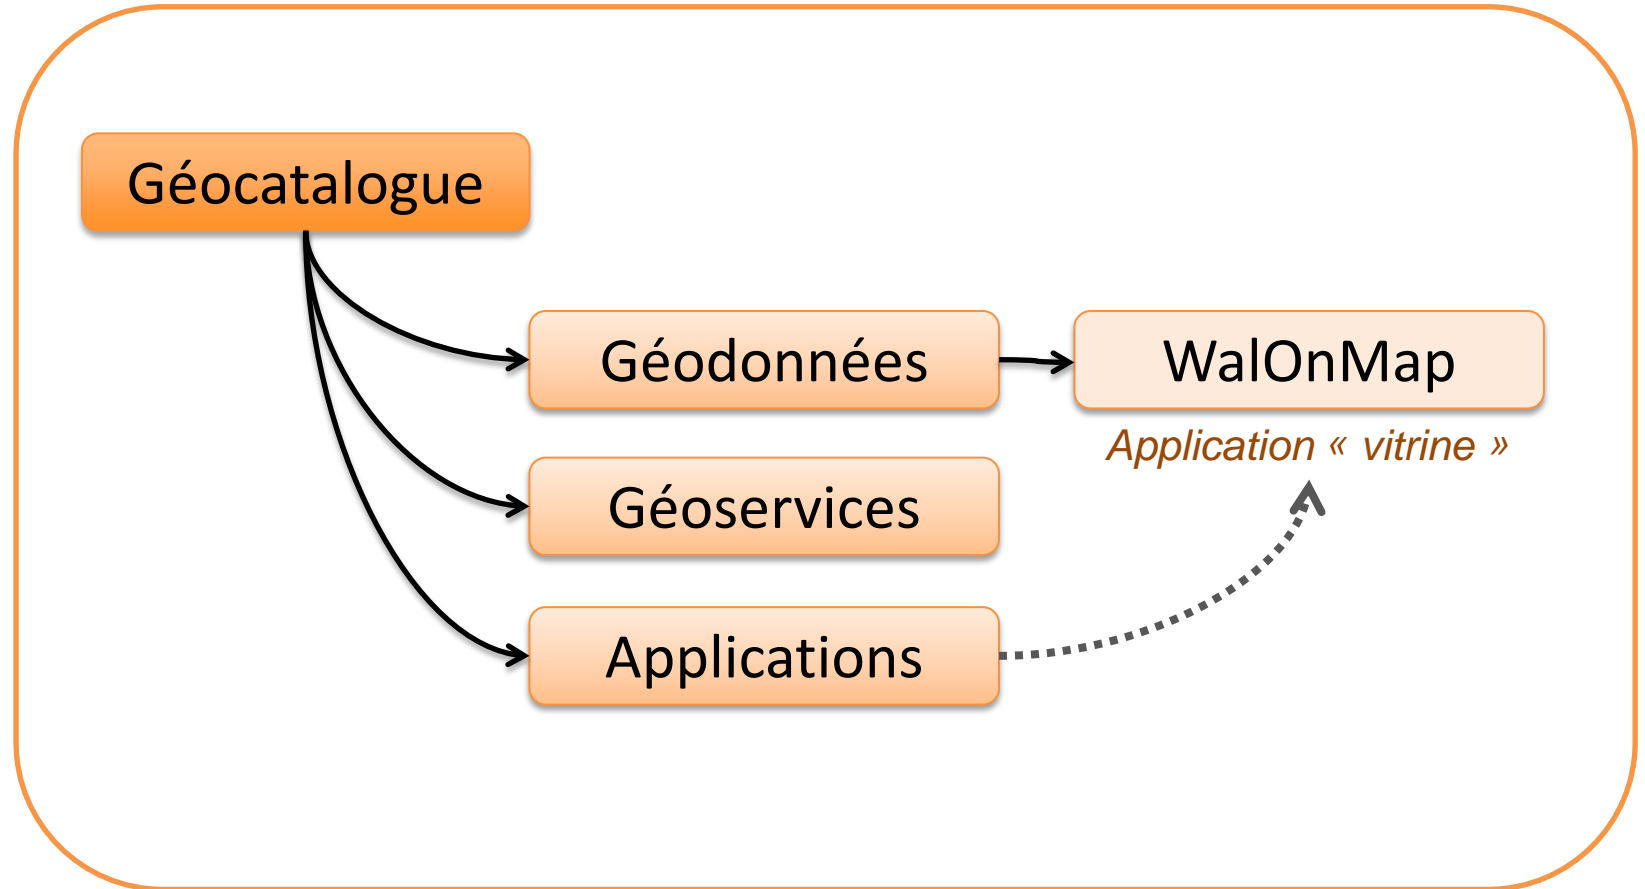 Géocatalogue
Géodonnées
WalOnMap
Application « vitrine »
Géoservices
Applications